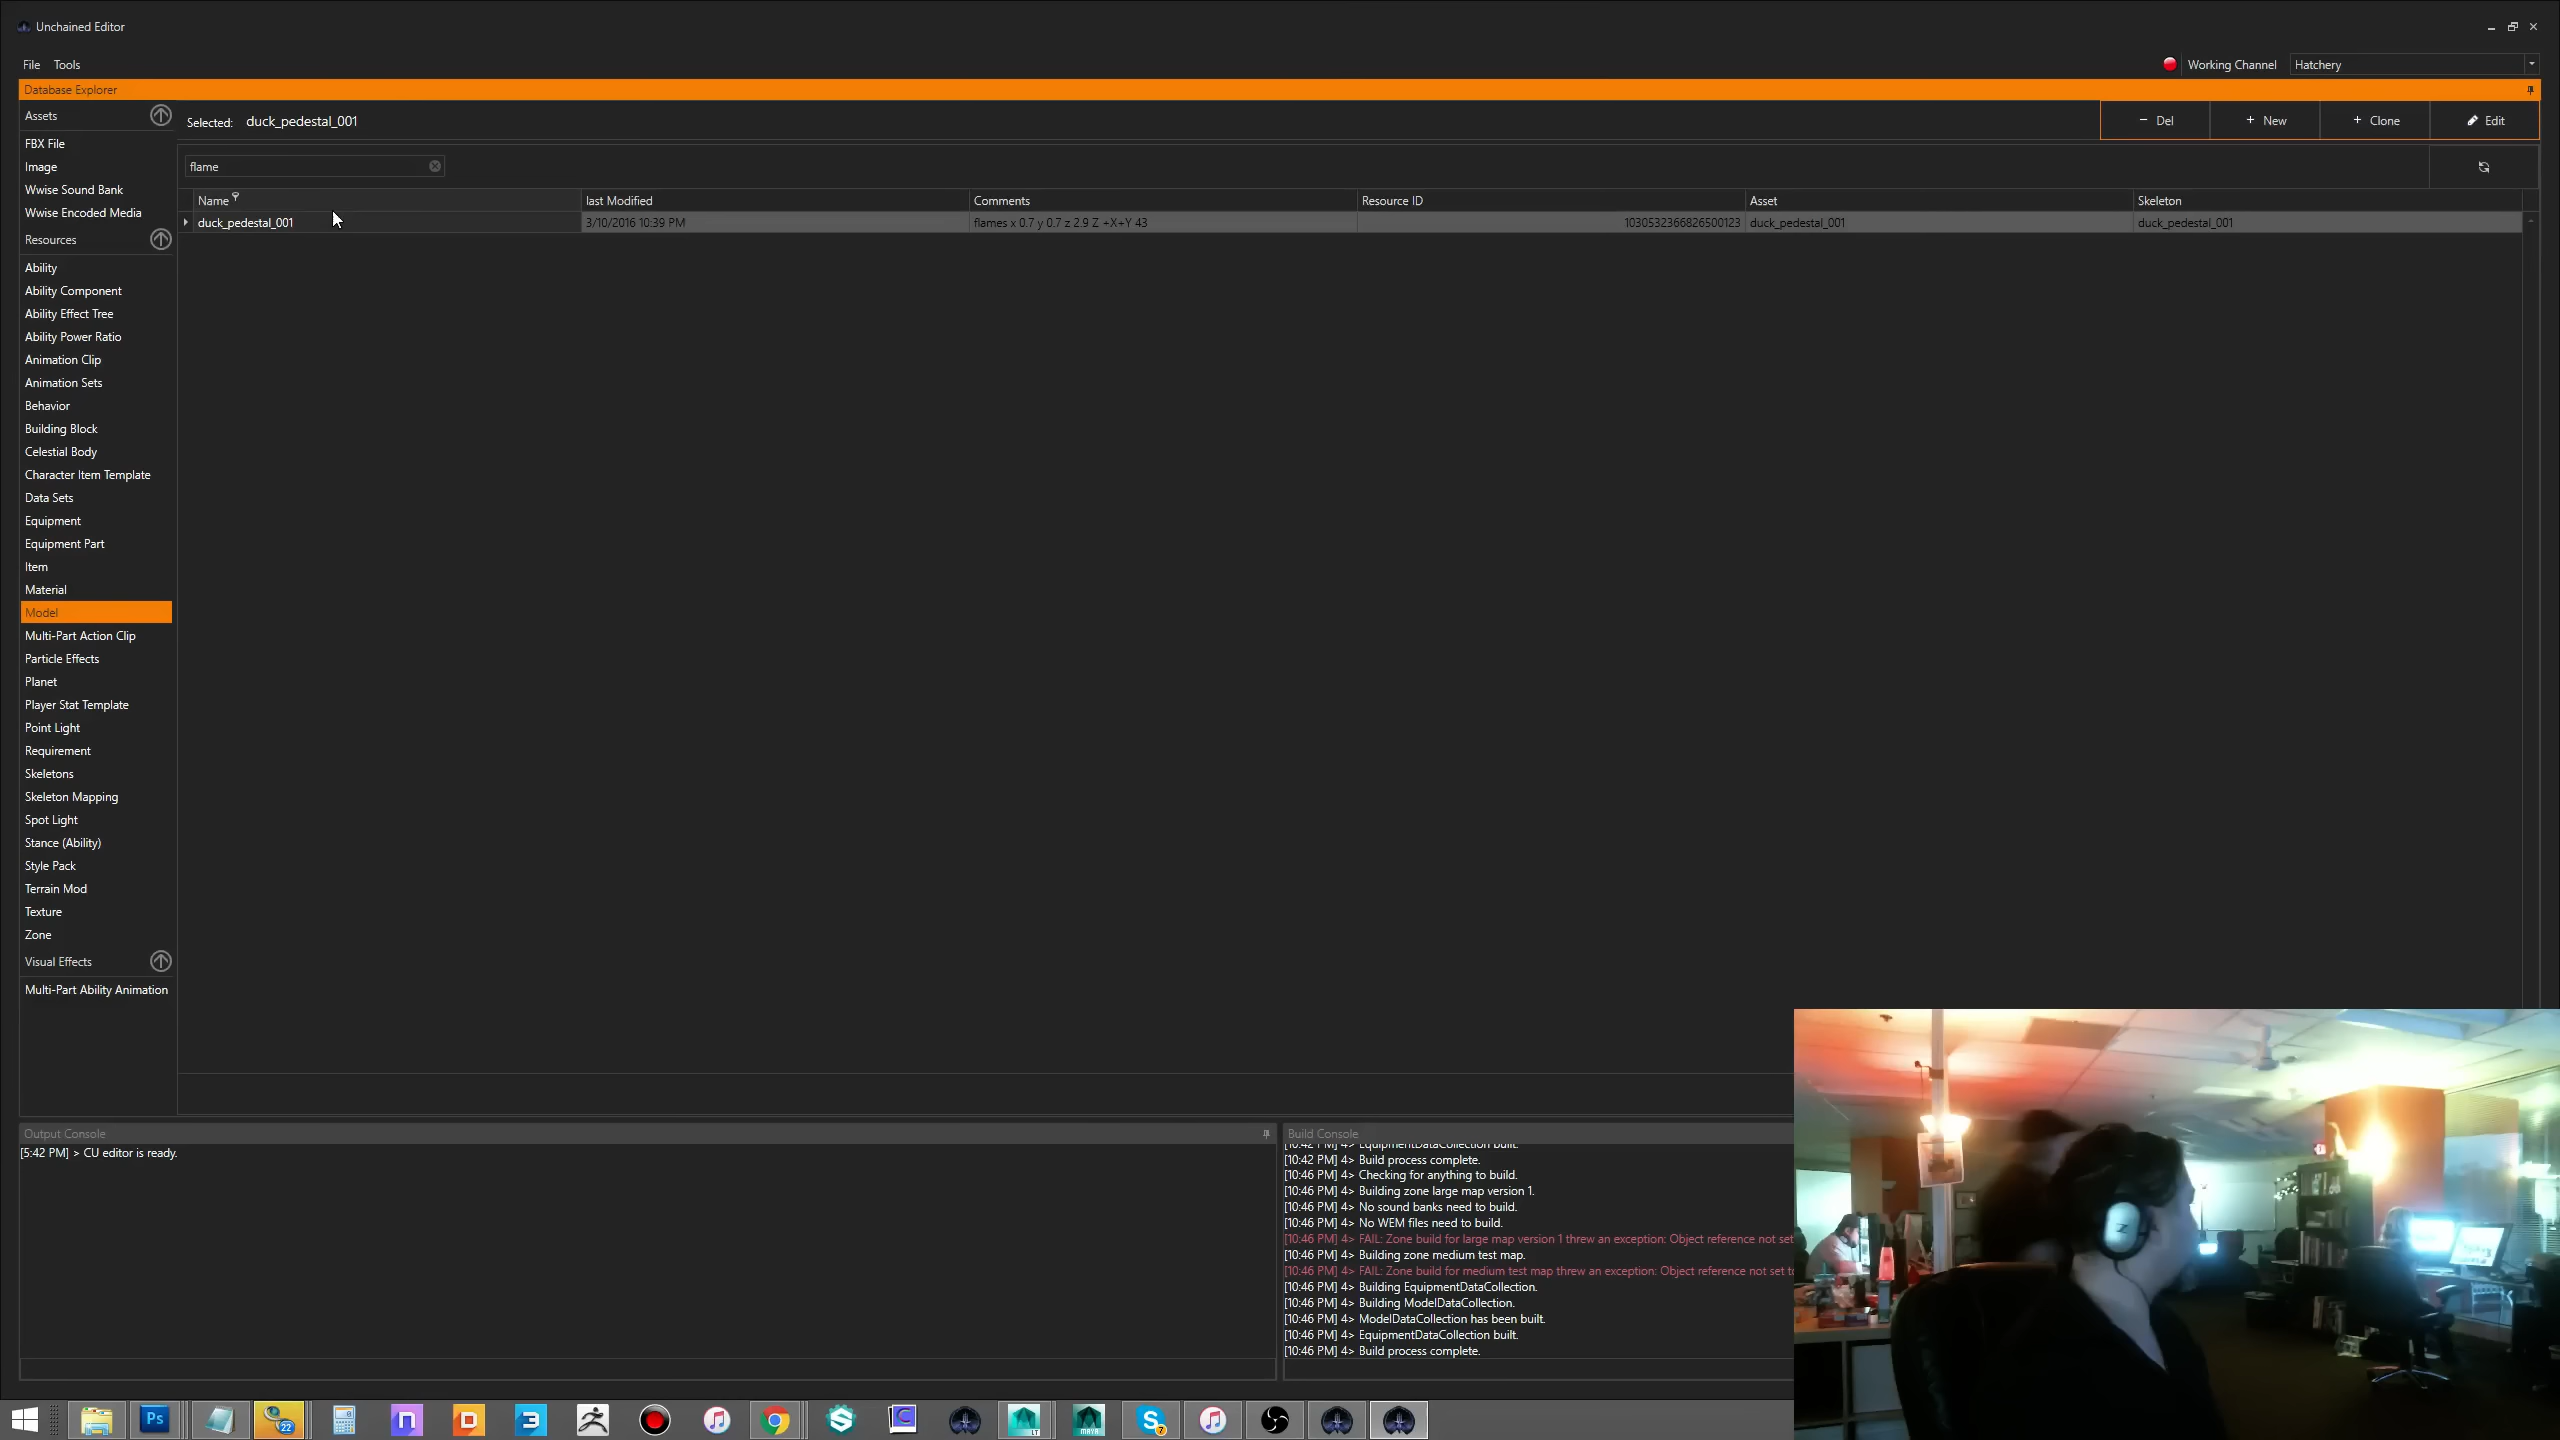 Unchained Editor
File Tools
Working Channel Hatchery
Database Explorer
Assets
Selected: duck_pedestal_001
Del New Clone Edit
FBX File
Image
Wwise Sound Bank
Wwise Encoded Media
Resources
Ability
Ability Component
Ability Effect Tree
Ability Power Ratio
Animation Clip
Animation Sets
Behavior
Building Block
Celestial Body
Character Item Template
Data Sets
Equipment
Equipment Part
Item
Material
Model
Multi-Part Action Clip
Particle Effects
Planet
Player Stat Template
Point Light
Requirement
Skeletons
Skeleton Mapping
Spot Light
Stance (Ability)
Style Pack
Terrain Mod
Texture
Zone
Visual Effects
Multi-Part Ability Animation
flame
Name last Modified Comments Resource ID Asset Skeleton
duck_pedestal_001 3/10/2016 10:39 PM flames x 0.7 y 0.7 z 2.9 Z +X+Y 43 1030532366826500123 duck_pedestal_001 duck_pedestal_001
Output Console
[5:42 PM] > CU editor is ready.
Build Console
[10:42 PM] 4> EquipmentDataCollection built.
[10:42 PM] 4> Build process complete.
[10:46 PM] 4> Checking for anything to build.
[10:46 PM] 4> Building zone large map version 1.
[10:46 PM] 4> No sound banks need to build.
[10:46 PM] 4> No WEM files need to build.
[10:46 PM] 4> FAIL: Zone build for large map version 1 threw an exception: Object reference not set
[10:46 PM] 4> Building zone medium test map.
[10:46 PM] 4> FAIL: Zone build for medium test map threw an exception: Object reference not set to
[10:46 PM] 4> Building EquipmentDataCollection.
[10:46 PM] 4> Building ModelDataCollection.
[10:46 PM] 4> ModelDataCollection has been built.
[10:46 PM] 4> EquipmentDataCollection built.
[10:46 PM] 4> Build process complete.
Z
Ps
22
LT
MAYA
S
7